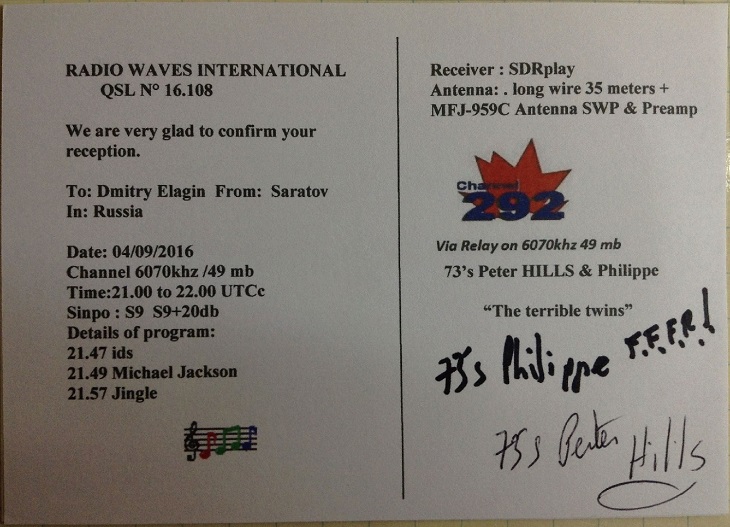 RADIO WAVES INTERNATIONAL
QSL N° 16.108
We are very glad to confirm your
reception.
To: Dmitry Elagin From: Saratov
In: Russia
Date: 04/09/2016
Channel 6070khz /49 mb
Time:21.00 to 22.00 UTCc
Sinpo : S9 S9+20db
Details of program:
21.47 ids
21.49 Michael Jackson
21.57 Jingle
Receiver : SDRplay
Antenna: . long wire 35 meters +
MFJ-959C Antenna SWP & Preamp
Channel
292
Via Relay on 6070khz 49 mb
73's Peter HILLS & Philippe
"The terrible twins"
73s Philippe F.F.F.R!
73s Peter Hills